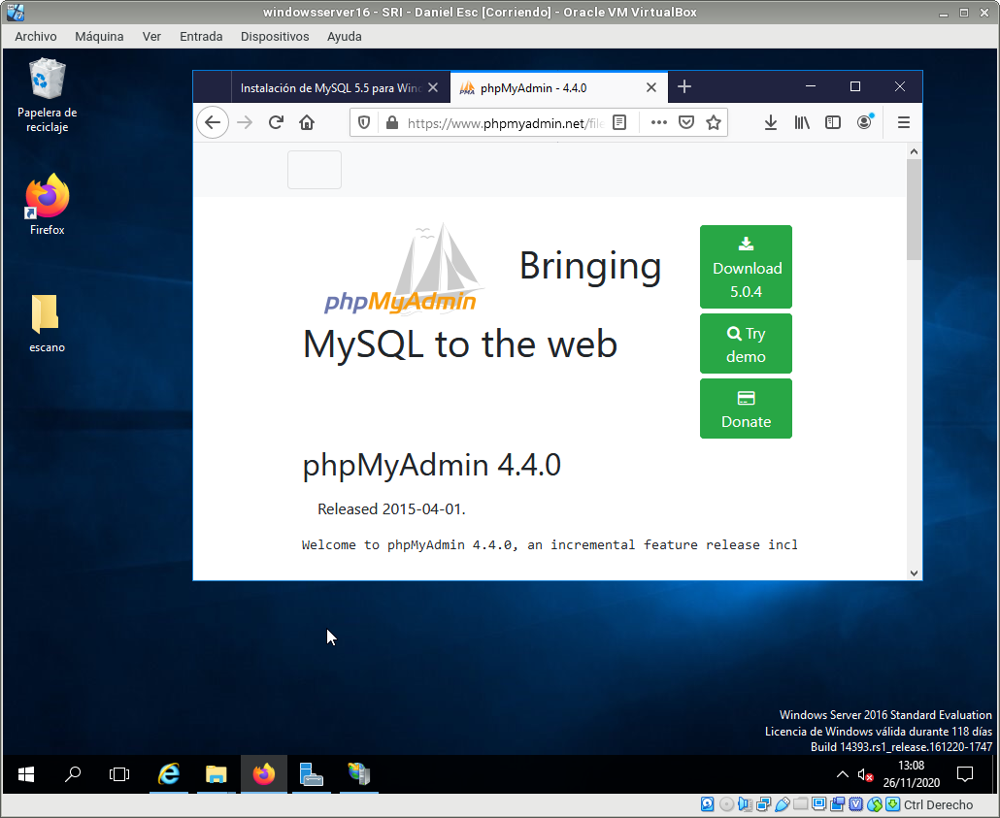 windowsserver16 - SRI - Daniel Esc [Corriendo] - Oracle VM VirtualBox
Archivo Máquina Ver Entrada Dispositivos Ayuda
Papelera de
reciclaje
Firefox
escano
Instalación de MySQL 5.5 para Winc
PMA phpMyAdmin - 4.4.0
https://www.phpmyadmin.net/file
phpMyAdmin
Bringing
MySQL to the web
Download
5.0.4
Try
demo
Donate
phpMyAdmin 4.4.0
Released 2015-04-01.
Welcome to phpMyAdmin 4.4.0, an incremental feature release incl
Windows Server 2016 Standard Evaluation
Licencia de Windows válida durante 118 días
Build 14393.rs1_release.161220-1747
13:08
26/11/2020
Ctrl Derecho